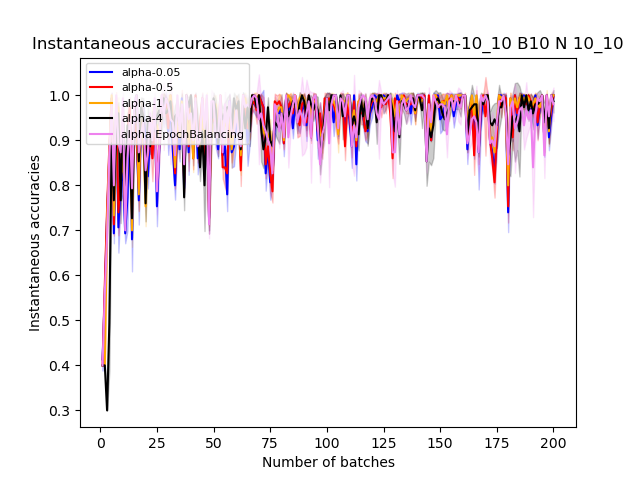 Instantaneous accuracies EpochBalancing German-10_10 B10 N 10_10
alpha-0.05
alpha-0.5
alpha-1
alpha-4
alpha EpochBalancing
Instantaneous accuracies
1.0
0.9
0.8
0.7
0.6
0.5
0.4
0.3
0 25 50 75 100 125 150 175 200
Number of batches